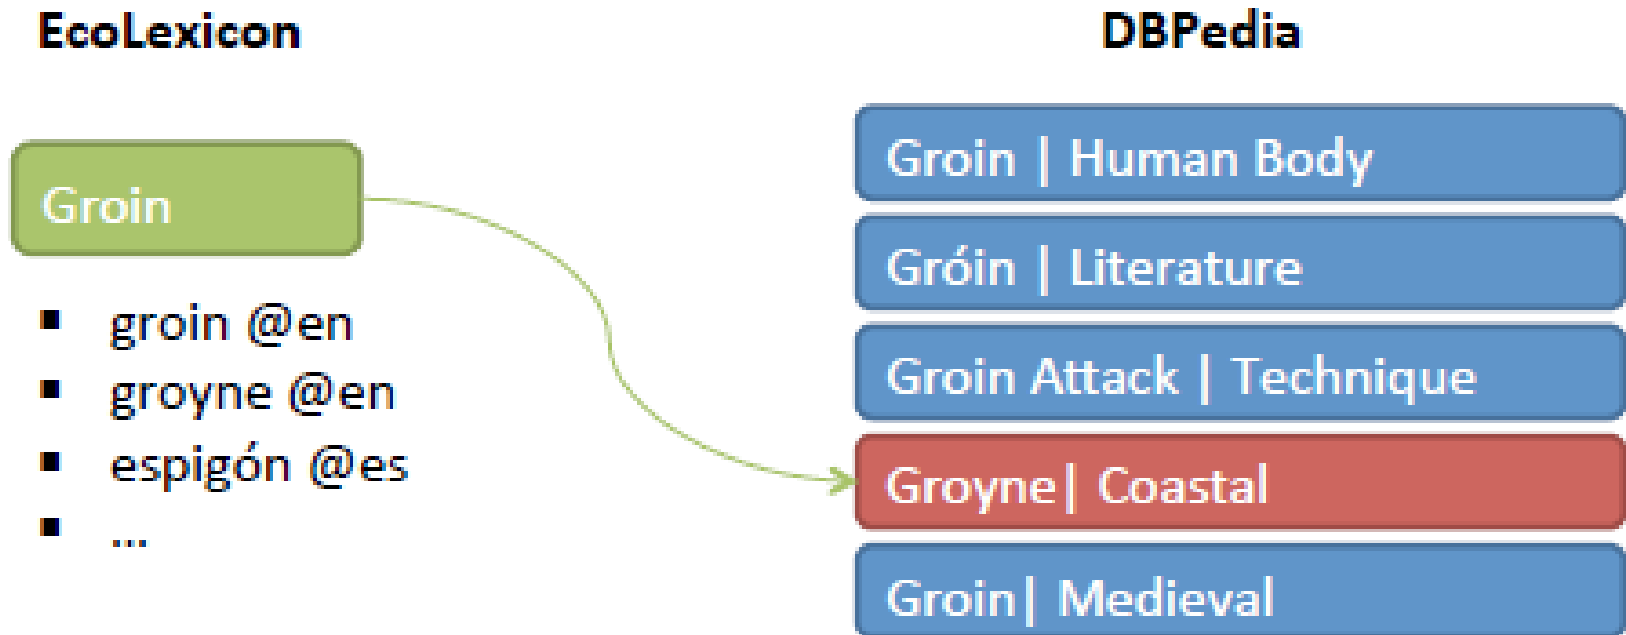 EcoLexicon
Groin
groin @en
groyne @en
espigón @es
...
DBPedia
Groin | Human Body
Gróin | Literature
Groin Attack | Technique
Groyne| Coastal
Groin| Medieval